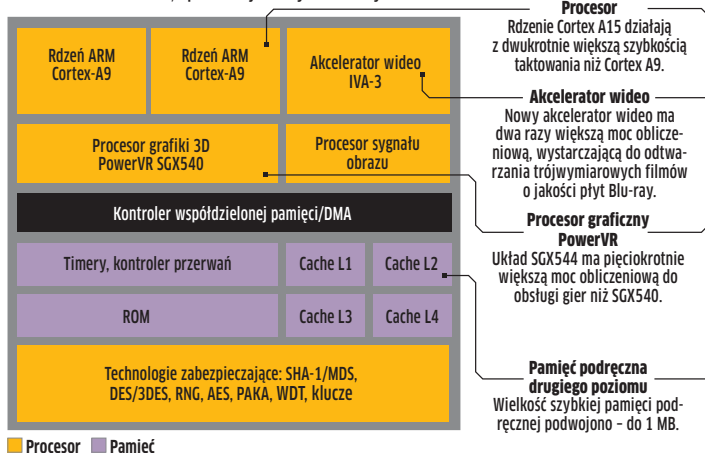 Rdzeń ARM
Cortex-A9
Rdzeń ARM
Cortex-A9
Akcelerator wideo
IVA-3
Procesor grafiki 3D
PowerVR SGX540
Procesor sygnału
obrazu
Kontroler współdzielonej pamięci/DMA
Timery, kontroler przerwań
Cache L1
Cache L2
ROM
Cache L3
Cache L4
Technologie zabezpieczające: SHA-1/MDS,
DES/3DES, RNG, AES, PAKA, WDT, klucze
Procesor
Pamięć
Procesor
Rdzenie Cortex A15 działają
z dwukrotnie większą szybkością
taktowania niż Cortex A9.
Akcelerator wideo
Nowy akcelerator wideo ma
dwa razy większą moc oblicze-
niową, wystarczającą do odtwa-
rzania trójwymiarowych filmów
o jakości płyt Blu-ray.
Procesor graficzny
PowerVR
Układ SGX544 ma pięciokrotnie
większą moc obliczeniową do
obsługi gier niż SGX540.
Pamięć podręczna
drugiego poziomu
Wielkość szybkiej pamięci pod-
ręcznej podwojono – do 1 MB.